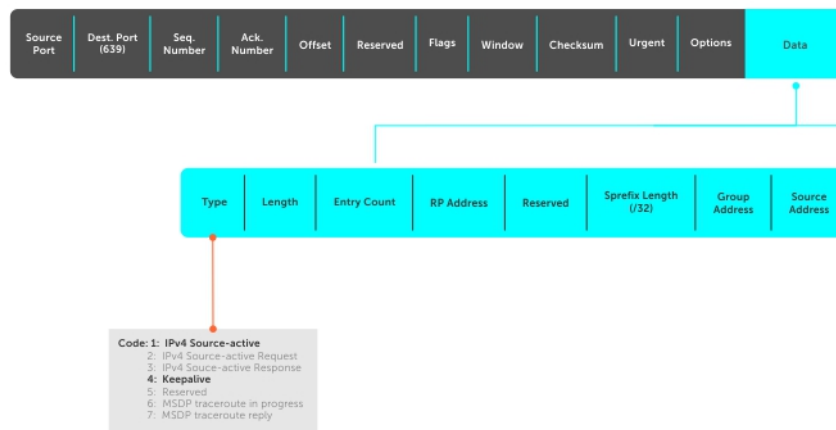 Source Port
Dest. Port (639)
Seq. Number
Ack. Number
Offset
Reserved
Flags
Window
Checksum
Urgent
Options
Data
Type
Length
Entry Count
RP Address
Reserved
Sprefix Length (/32)
Group Address
Source Address
Code: 1: IPv4 Source-active
2: IPv4 Source-active Request
3: IPv4 Souce-active Response
4: Keepalive
5: Reserved
6: MSDP traceroute in progress
7: MSDP traceroute reply